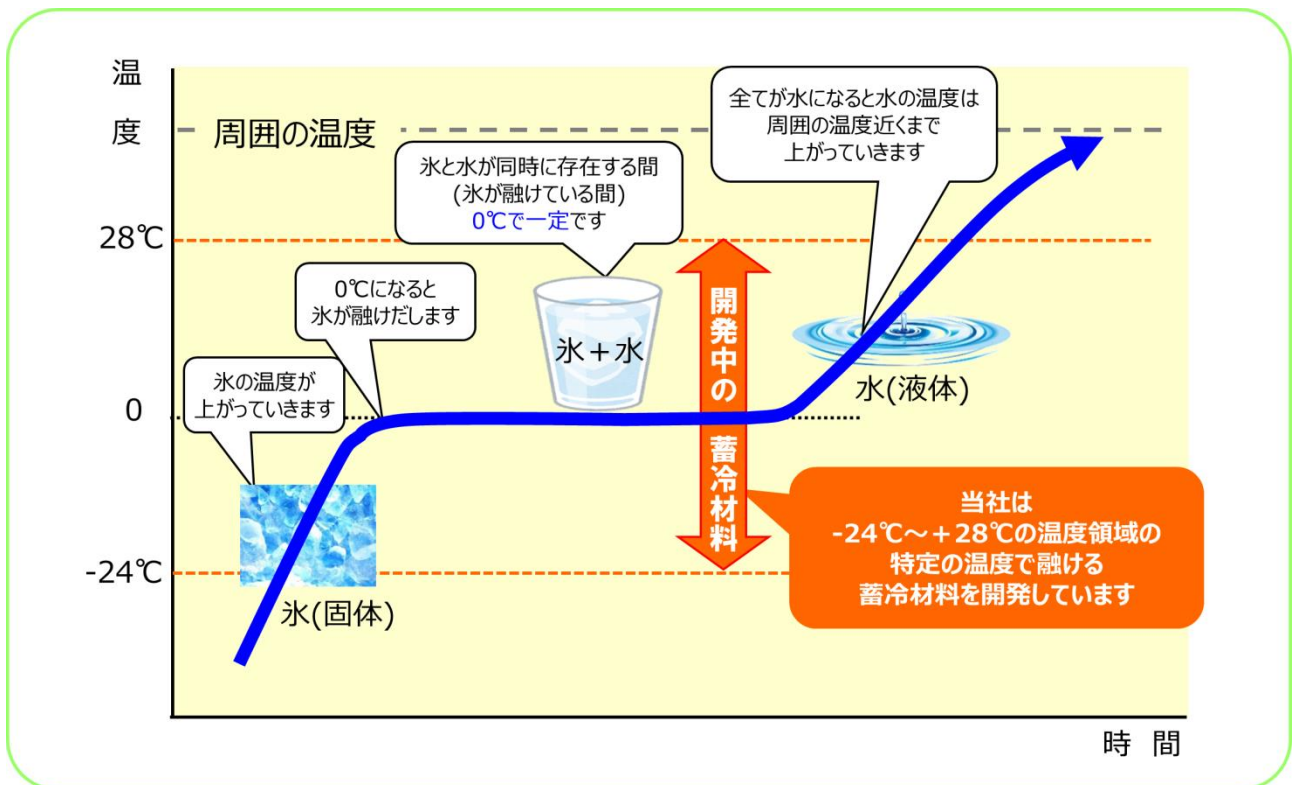 温
度
周囲の温度
全てが水になると水の温度は
周囲の温度近くまで
上がっていきます
氷と水が同時に存在する間
(氷が融けている間)
0℃で一定です
28℃
0℃になると
氷が融けだします
氷+水
開発中の
蓄冷材料
氷の温度が
上がっていきます
0
水(液体)
当社は
-24℃～+28℃の温度領域の
特定の温度で融ける
蓄冷材料を開発しています
-24℃
氷(固体)
時 間